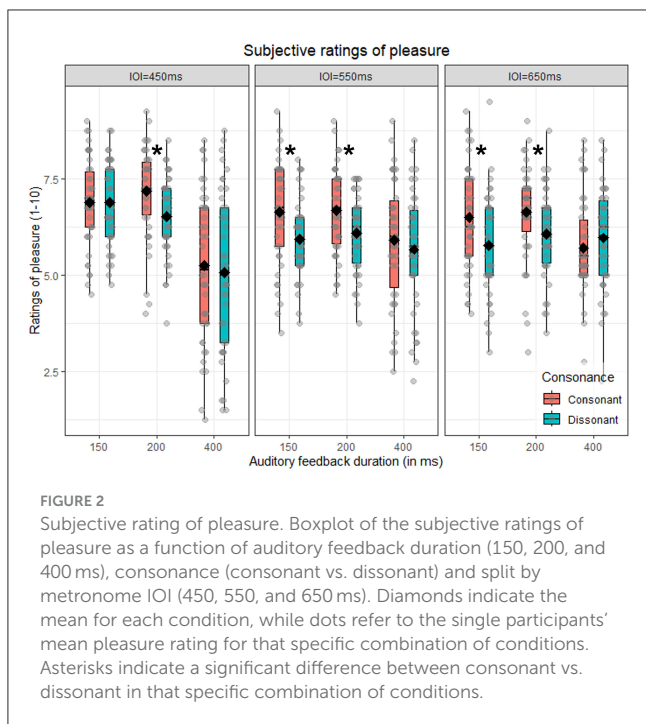 Subjective ratings of pleasure
IOI=450ms IOI=550ms IOI=650ms
* * * * *
Ratings of pleasure (1-10)
7.5
5.0
2.5
Consonance
Consonant
Dissonant
150 200 400 150 200 400 150 200 400
Auditory feedback duration (in ms)
FIGURE 2
Subjective rating of pleasure. Boxplot of the subjective ratings of
pleasure as a function of auditory feedback duration (150, 200, and
400 ms), consonance (consonant vs. dissonant) and split by
metronome IOI (450, 550, and 650 ms). Diamonds indicate the
mean for each condition, while dots refer to the single participants'
mean pleasure rating for that specific combination of conditions.
Asterisks indicate a significant difference between consonant vs.
dissonant in that specific combination of conditions.